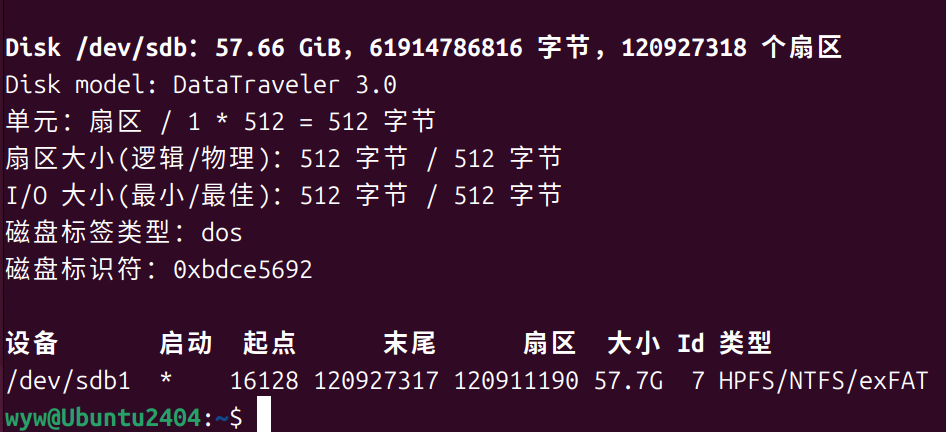 Disk /dev/sdb：57.66 GiB，61914786816 字节，120927318 个扇区
Disk model: DataTraveler 3.0
单元：扇区 / 1 * 512 = 512 字节
扇区大小(逻辑/物理)：512 字节 / 512 字节
I/O 大小(最小/最佳)：512 字节 / 512 字节
磁盘标签类型：dos
磁盘标识符：0xbdce5692
设备 启动 起点 末尾 扇区 大小 Id 类型
/dev/sdb1 * 16128 120927317 120911190 57.7G 7 HPFS/NTFS/exFAT
wyw@Ubuntu2404:~$